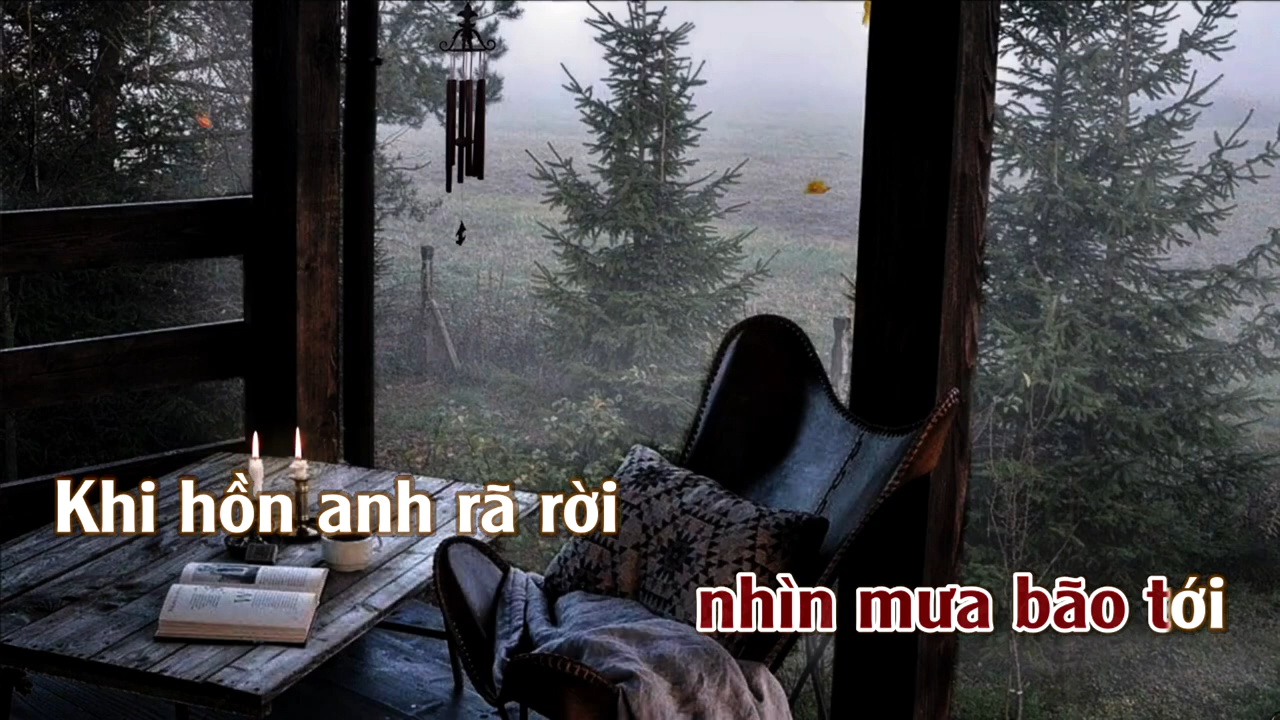 Khi hồn anh rã rời
nhìn mưa bão tới